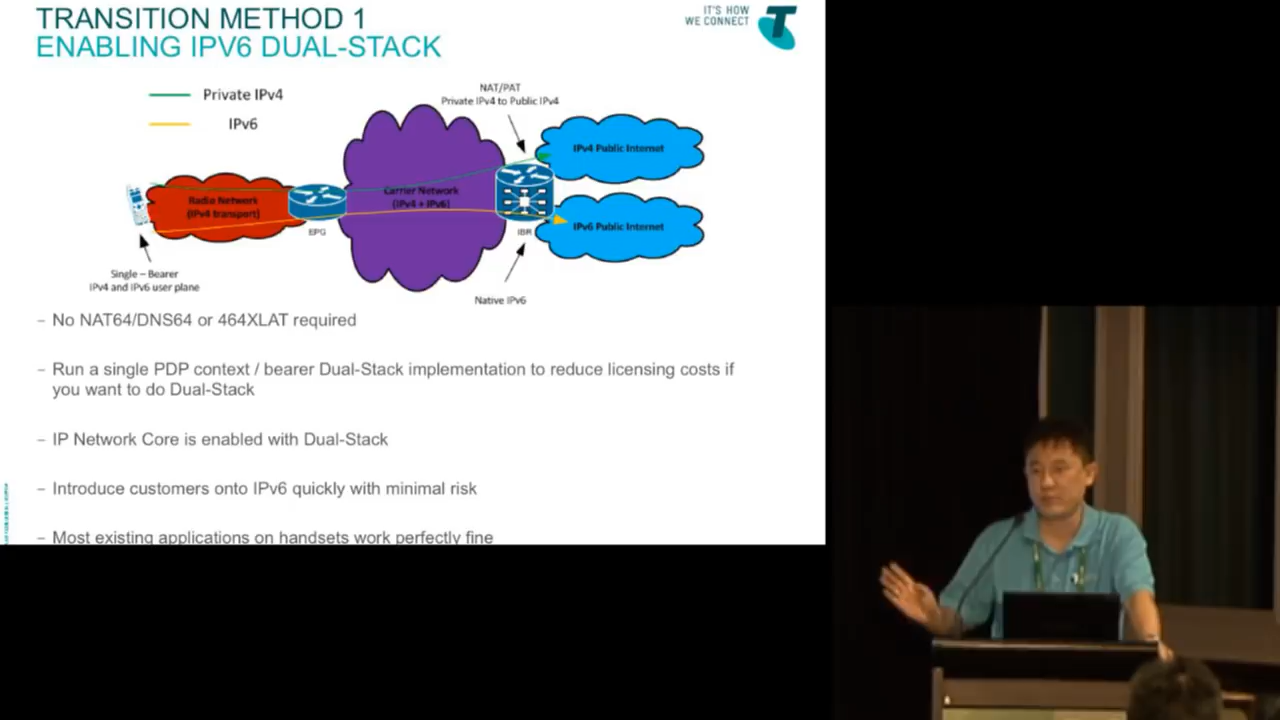 TRANSITION METHOD 1
ENABLING IPV6 DUAL-STACK
IT'S HOW
WE CONNECT
Private IPv4
IPv6
NAT/PAT
Private IPv4 to Public IPv4
IPv4 Public Internet
Radio Network
(IPv4 transport)
Carrier Network
(IPv4 + IPv6)
IPv6 Public Internet
EPG
IBR
Single – Bearer
IPv4 and IPv6 user plane
Native IPv6
– No NAT64/DNS64 or 464XLAT required
– Run a single PDP context / bearer Dual-Stack implementation to reduce licensing costs if
you want to do Dual-Stack
– IP Network Core is enabled with Dual-Stack
– Introduce customers onto IPv6 quickly with minimal risk
– Most existing applications on handsets work perfectly fine